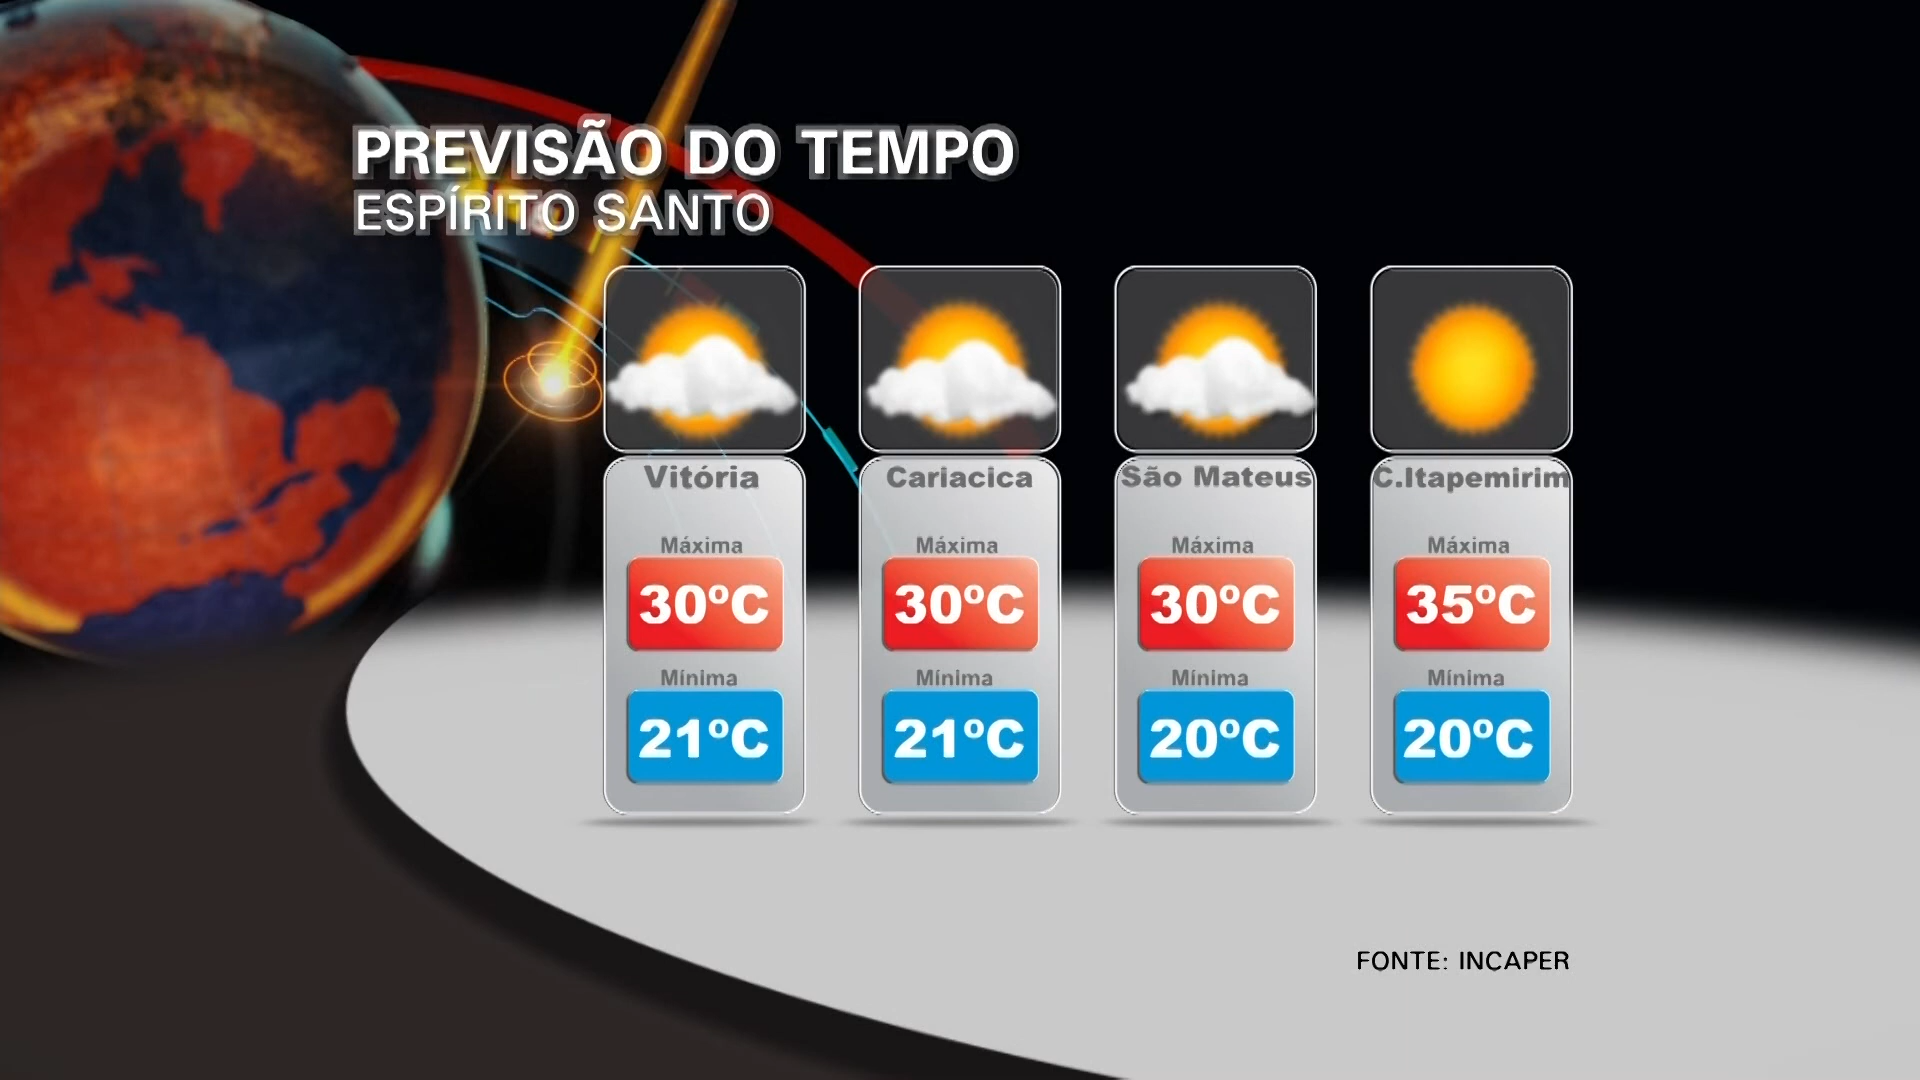 PREVISÃO DO TEMPO
ESPÍRITO SANTO
Vitória
Máxima
30ºC
Mínima
21ºC
Cariacica
Máxima
30ºC
Mínima
21ºC
São Mateus
Máxima
30ºC
Mínima
20ºC
C.Itapemirim
Máxima
35ºC
Mínima
20ºC
FONTE: INCAPER